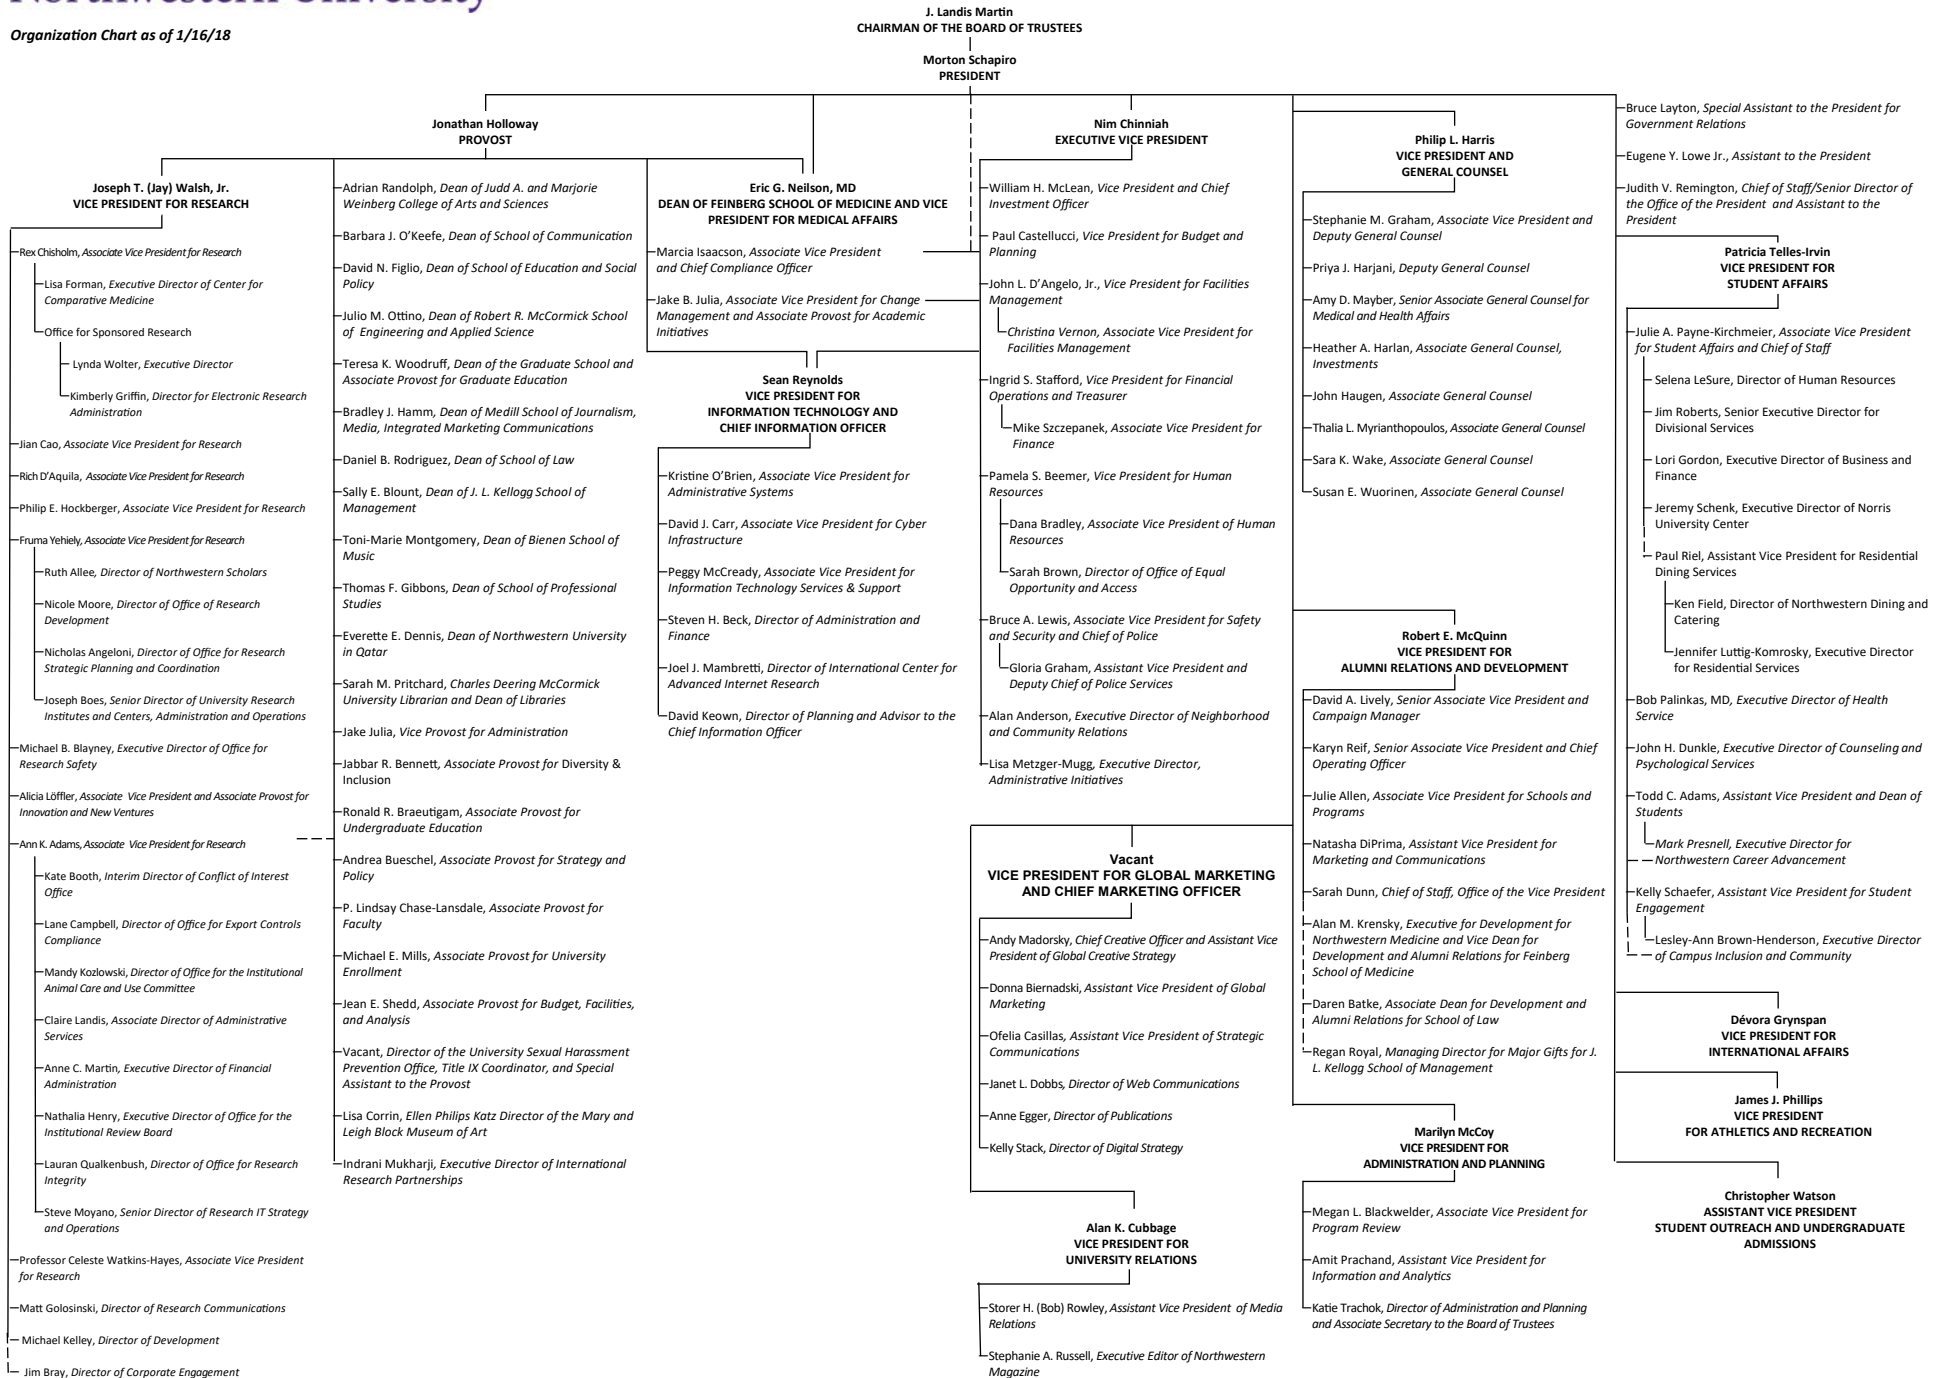 Northwestern University
Organization Chart as of 1/16/18
J. Landis Martin
CHAIRMAN OF THE BOARD OF TRUSTEES
Morton Schapiro
PRESIDENT
Jonathan Holloway
PROVOST
Joseph T. (Jay) Walsh, Jr.
VICE PRESIDENT FOR RESEARCH
Rex Chisholm, Associate Vice President for Research
Lisa Forman, Executive Director of Center for
Comparative Medicine
Office for Sponsored Research
Lynda Wolter, Executive Director
Kimberly Griffin, Director for Electronic Research
Administration
Jian Cao, Associate Vice President for Research
Rich D'Aquila, Associate Vice President for Research
Philip E. Hockberger, Associate Vice President for Research
Fruma Yehiely, Associate Vice President for Research
Ruth Allee, Director of Northwestern Scholars
Nicole Moore, Director of Office of Research
Development
Nicholas Angeloni, Director of Office for Research
Strategic Planning and Coordination
Joseph Boes, Senior Director of University Research
Institutes and Centers, Administration and Operations
Michael B. Blayney, Executive Director of Office for
Research Safety
Alicia Löffler, Associate Vice President and Associate Provost for
Innovation and New Ventures
Ann K. Adams, Associate Vice President for Research
Kate Booth, Interim Director of Conflict of Interest
Office
Lane Campbell, Director of Office for Export Controls
Compliance
Mandy Kozlowski, Director of Office for the Institutional
Animal Care and Use Committee
Claire Landis, Associate Director of Administrative
Services
Anne C. Martin, Executive Director of Financial
Administration
Nathalia Henry, Executive Director of Office for the
Institutional Review Board
Lauran Qualkenbush, Director of Office for Research
Integrity
Steve Moyano, Senior Director of Research IT Strategy
and Operations
Professor Celeste Watkins-Hayes, Associate Vice President
for Research
Matt Golosinski, Director of Research Communications
Michael Kelley, Director of Development
Jim Bray, Director of Corporate Engagement
Adrian Randolph, Dean of Judd A. and Marjorie
Weinberg College of Arts and Sciences
Barbara J. O'Keefe, Dean of School of Communication
David N. Figlio, Dean of School of Education and Social
Policy
Julio M. Ottino, Dean of Robert R. McCormick School
of Engineering and Applied Science
Teresa K. Woodruff, Dean of the Graduate School and
Associate Provost for Graduate Education
Bradley J. Hamm, Dean of Medill School of Journalism,
Media, Integrated Marketing Communications
Daniel B. Rodriguez, Dean of School of Law
Sally E. Blount, Dean of J. L. Kellogg School of
Management
Toni-Marie Montgomery, Dean of Bienen School of
Music
Thomas F. Gibbons, Dean of School of Professional
Studies
Everette E. Dennis, Dean of Northwestern University
in Qatar
Sarah M. Pritchard, Charles Deering McCormick
University Librarian and Dean of Libraries
Jake Julia, Vice Provost for Administration
Jabbar R. Bennett, Associate Provost for Diversity &
Inclusion
Ronald R. Braeutigam, Associate Provost for
Undergraduate Education
Andrea Bueschel, Associate Provost for Strategy and
Policy
P. Lindsay Chase-Lansdale, Associate Provost for
Faculty
Michael E. Mills, Associate Provost for University
Enrollment
Jean E. Shedd, Associate Provost for Budget, Facilities,
and Analysis
Vacant, Director of the University Sexual Harassment
Prevention Office, Title IX Coordinator, and Special
Assistant to the Provost
Lisa Corrin, Ellen Philips Katz Director of the Mary and
Leigh Block Museum of Art
Indrani Mukharji, Executive Director of International
Research Partnerships
Eric G. Neilson, MD
DEAN OF FEINBERG SCHOOL OF MEDICINE AND VICE
PRESIDENT FOR MEDICAL AFFAIRS
Marcia Isaacson, Associate Vice President
and Chief Compliance Officer
Jake B. Julia, Associate Vice President for Change
Management and Associate Provost for Academic
Initiatives
Sean Reynolds
VICE PRESIDENT FOR
INFORMATION TECHNOLOGY AND
CHIEF INFORMATION OFFICER
Kristine O'Brien, Associate Vice President for
Administrative Systems
David J. Carr, Associate Vice President for Cyber
Infrastructure
Peggy McCready, Associate Vice President for
Information Technology Services & Support
Steven H. Beck, Director of Administration and
Finance
Joel J. Mambretti, Director of International Center for
Advanced Internet Research
David Keown, Director of Planning and Advisor to the
Chief Information Officer
Nim Chinniah
EXECUTIVE VICE PRESIDENT
William H. McLean, Vice President and Chief
Investment Officer
Paul Castellucci, Vice President for Budget and
Planning
John L. D'Angelo, Jr., Vice President for Facilities
Management
Christina Vernon, Associate Vice President for
Facilities Management
Ingrid S. Stafford, Vice President for Financial
Operations and Treasurer
Mike Szczepanek, Associate Vice President for
Finance
Pamela S. Beemer, Vice President for Human
Resources
Dana Bradley, Associate Vice President of Human
Resources
Sarah Brown, Director of Office of Equal
Opportunity and Access
Bruce A. Lewis, Associate Vice President for Safety
and Security and Chief of Police
Gloria Graham, Assistant Vice President and
Deputy Chief of Police Services
Alan Anderson, Executive Director of Neighborhood
and Community Relations
Lisa Metzger-Mugg, Executive Director,
Administrative Initiatives
Vacant
VICE PRESIDENT FOR GLOBAL MARKETING
AND CHIEF MARKETING OFFICER
Andy Madorsky, Chief Creative Officer and Assistant Vice
President of Global Creative Strategy
Donna Biernadski, Assistant Vice President of Global
Marketing
Ofelia Casillas, Assistant Vice President of Strategic
Communications
Janet L. Dobbs, Director of Web Communications
Anne Egger, Director of Publications
Kelly Stack, Director of Digital Strategy
Alan K. Cubbage
VICE PRESIDENT FOR
UNIVERSITY RELATIONS
Storer H. (Bob) Rowley, Assistant Vice President of Media
Relations
Stephanie A. Russell, Executive Editor of Northwestern
Magazine
Philip L. Harris
VICE PRESIDENT AND
GENERAL COUNSEL
Stephanie M. Graham, Associate Vice President and
Deputy General Counsel
Priya J. Harjani, Deputy General Counsel
Amy D. Mayber, Senior Associate General Counsel for
Medical and Health Affairs
Heather A. Harlan, Associate General Counsel,
Investments
John Haugen, Associate General Counsel
Thalia L. Myrianthopoulos, Associate General Counsel
Sara K. Wake, Associate General Counsel
Susan E. Wuorinen, Associate General Counsel
Robert E. McQuinn
VICE PRESIDENT FOR
ALUMNI RELATIONS AND DEVELOPMENT
David A. Lively, Senior Associate Vice President and
Campaign Manager
Karyn Reif, Senior Associate Vice President and Chief
Operating Officer
Julie Allen, Associate Vice President for Schools and
Programs
Natasha DiPrima, Assistant Vice President for
Marketing and Communications
Sarah Dunn, Chief of Staff, Office of the Vice President
Alan M. Krensky, Executive for Development for
Northwestern Medicine and Vice Dean for
Development and Alumni Relations for Feinberg
School of Medicine
Daren Batke, Associate Dean for Development and
Alumni Relations for School of Law
Regan Royal, Managing Director for Major Gifts for J.
L. Kellogg School of Management
Marilyn McCoy
VICE PRESIDENT FOR
ADMINISTRATION AND PLANNING
Megan L. Blackwelder, Associate Vice President for
Program Review
Amit Prachand, Assistant Vice President for
Information and Analytics
Katie Trachok, Director of Administration and Planning
and Associate Secretary to the Board of Trustees
Bruce Layton, Special Assistant to the President for
Government Relations
Eugene Y. Lowe Jr., Assistant to the President
Judith V. Remington, Chief of Staff/Senior Director of
the Office of the President and Assistant to the
President
Patricia Telles-Irvin
VICE PRESIDENT FOR
STUDENT AFFAIRS
Julie A. Payne-Kirchmeier, Associate Vice President
for Student Affairs and Chief of Staff
Selena LeSure, Director of Human Resources
Jim Roberts, Senior Executive Director for
Divisional Services
Lori Gordon, Executive Director of Business and
Finance
Jeremy Schenk, Executive Director of Norris
University Center
Paul Riel, Assistant Vice President for Residential
Dining Services
Ken Field, Director of Northwestern Dining and
Catering
Jennifer Luttig-Komrosky, Executive Director
for Residential Services
Bob Palinkas, MD, Executive Director of Health
Service
John H. Dunkle, Executive Director of Counseling and
Psychological Services
Todd C. Adams, Assistant Vice President and Dean of
Students
Mark Presnell, Executive Director for
Northwestern Career Advancement
Kelly Schaefer, Assistant Vice President for Student
Engagement
Lesley-Ann Brown-Henderson, Executive Director
of Campus Inclusion and Community
Dévora Grynspan
VICE PRESIDENT FOR
INTERNATIONAL AFFAIRS
James J. Phillips
VICE PRESIDENT
FOR ATHLETICS AND RECREATION
Christopher Watson
ASSISTANT VICE PRESIDENT
STUDENT OUTREACH AND UNDERGRADUATE
ADMISSIONS